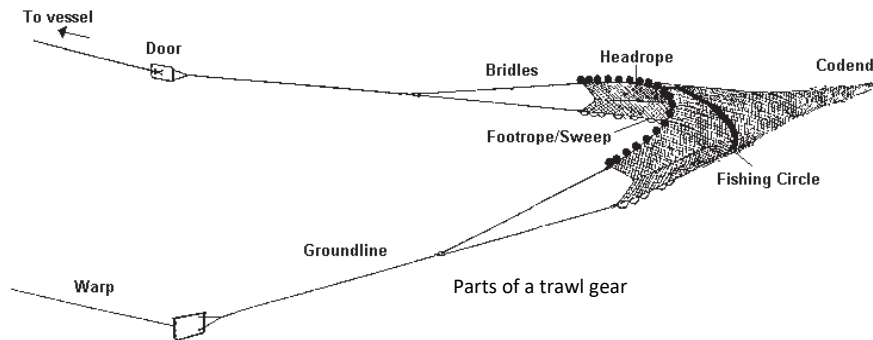 To vessel
Door
Headrope
Bridles
Codend
Footrope/Sweep
Fishing Circle
Groundline
Warp
Parts of a trawl gear